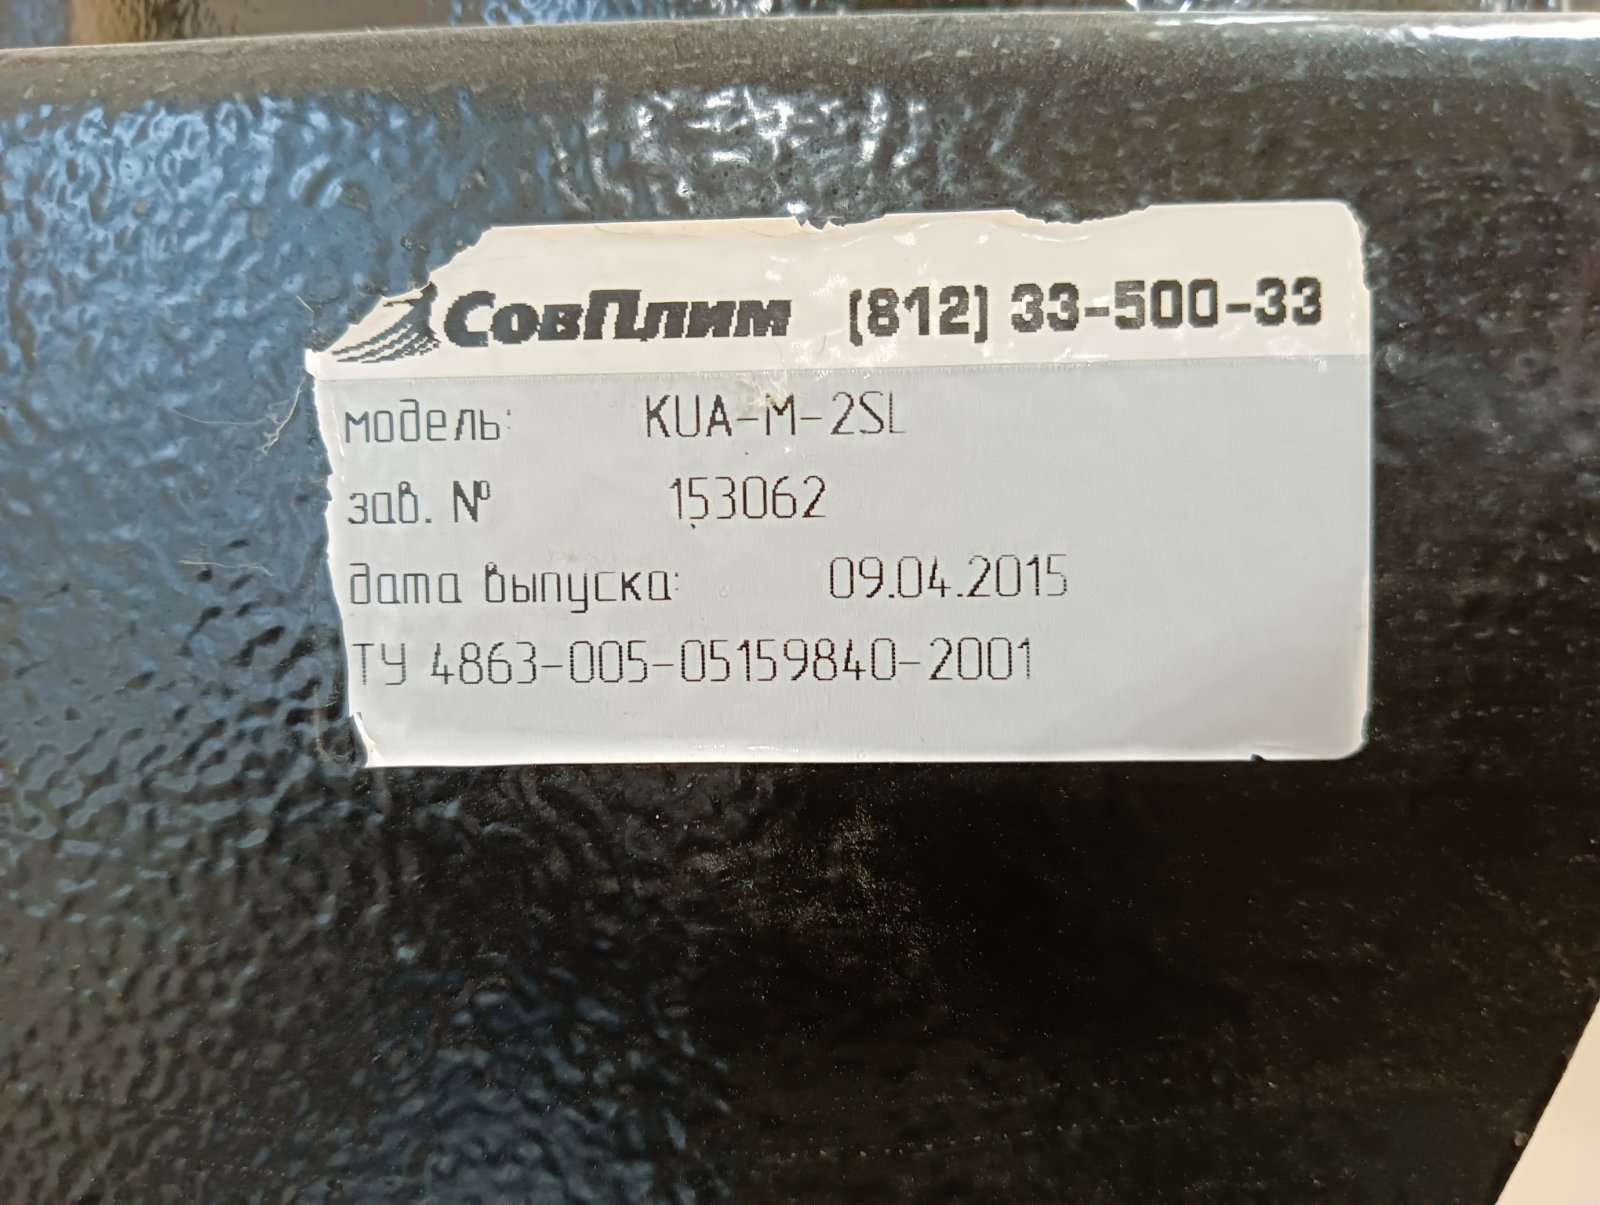 СовПлим (812) 33-500-33
модель: KUA-M-2SL
зав. № 153062
дата выпуска: 09.04.2015
ТУ 4863-005-05159840-2001